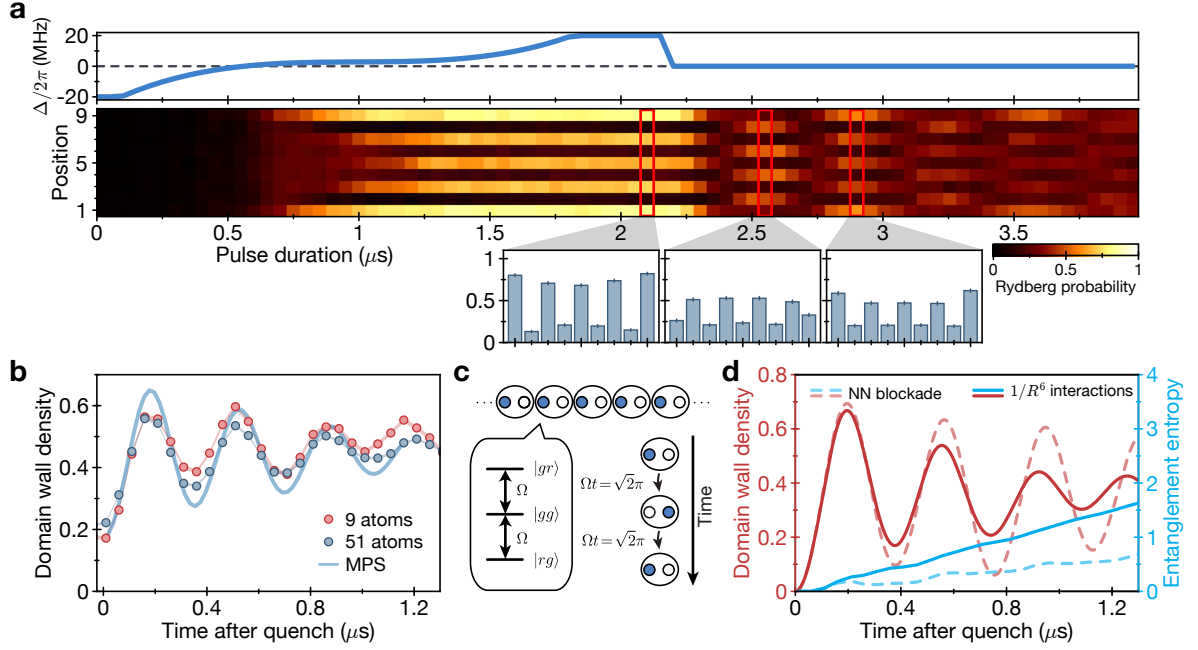 a
Δ/2π (MHz)
20
0
-20
Position
9
5
1
0
0.5
1
1.5
2
2.5
3
3.5
Pulse duration (μs)
1
0.5
0
0
0.5
1
Rydberg probability
b
Domain wall density
0.6
0.4
0.2
0
9 atoms
51 atoms
MPS
0
0.4
0.8
1.2
Time after quench (μs)
c
··· ···
|gr⟩
Ω
|gg⟩
Ω
|rg⟩
Ωt=√2π
Ωt=√2π
Time
d
Domain wall density
0.8
0.6
0.4
0.2
0
NN blockade
1/R⁶ interactions
4
3
2
1
0
Entanglement entropy
0
0.4
0.8
1.2
Time after quench (μs)